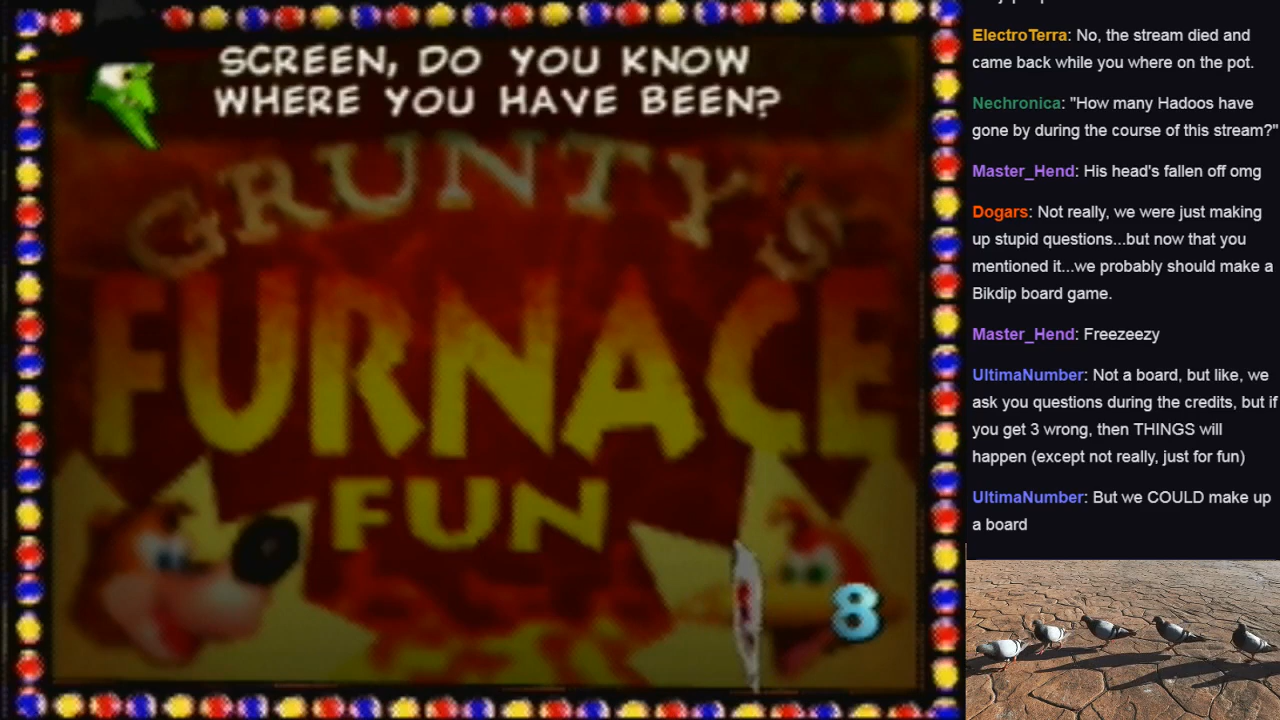 SCREEN, DO YOU KNOW
WHERE YOU HAVE BEEN?
GRUNTY'S
FURNACE
FUN
8
ElectroTerra: No, the stream died and
came back while you where on the pot.
Nechronica: "How many Hadoos have
gone by during the course of this stream?"
Master_Hend: His head's fallen off omg
Dogars: Not really, we were just making
up stupid questions...but now that you
mentioned it...we probably should make a
Bikdip board game.
Master_Hend: Freezeezy
UltimaNumber: Not a board, but like, we
ask you questions during the credits, but if
you get 3 wrong, then THINGS will
happen (except not really, just for fun)
UltimaNumber: But we COULD make up
a board